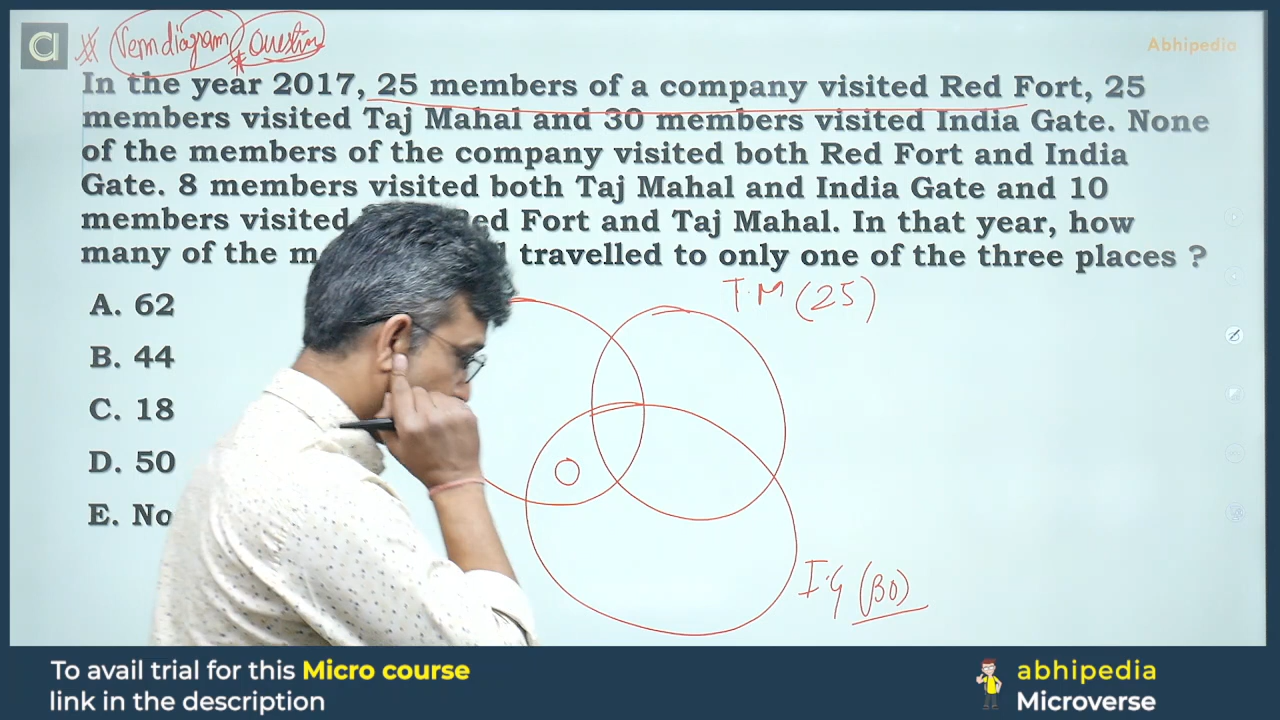 Venn diagram Question
Abhipedia
In the year 2017, 25 members of a company visited Red Fort, 25
members visited Taj Mahal and 30 members visited India Gate. None
of the members of the company visited both Red Fort and India
Gate. 8 members visited both Taj Mahal and India Gate and 10
members visited Red Fort and Taj Mahal. In that year, how
many of the travelled to only one of the three places ?
T.M (25)
A. 62
B. 44
C. 18
D. 50
E. No
O
I.G (30)
To avail trial for this Micro course
link in the description
abhipedia
Microverse